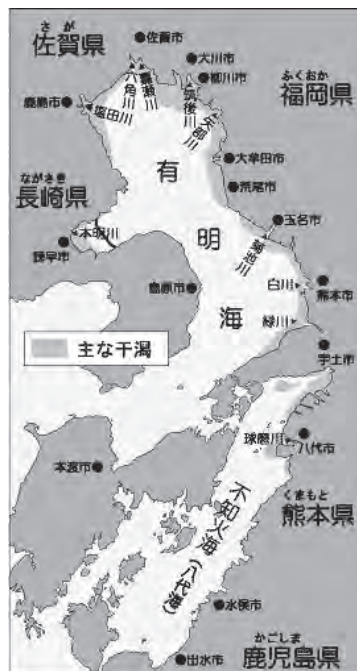 さが
佐賀県
佐賀市
大川市
柳川市
ふくおか
福岡県
六角川
嘉瀬川
筑後川
矢部川
鹿島市
塩田川
大牟田市
荒尾市
ながさき
長崎県
有明海
本明川
諫早市
玉名市
菊池川
島原市
白川
熊本市
緑川
宇土市
主な干潟
球磨川
八代市
本渡市
くまもと
熊本県
不知火海(八代海)
水俣市
かごしま
鹿児島県
出水市